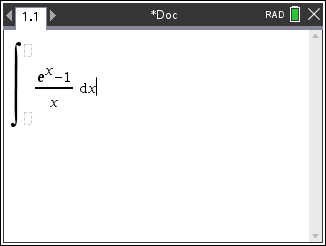 1.1 *Doc RAD
∫ (e^x−1)/x dx